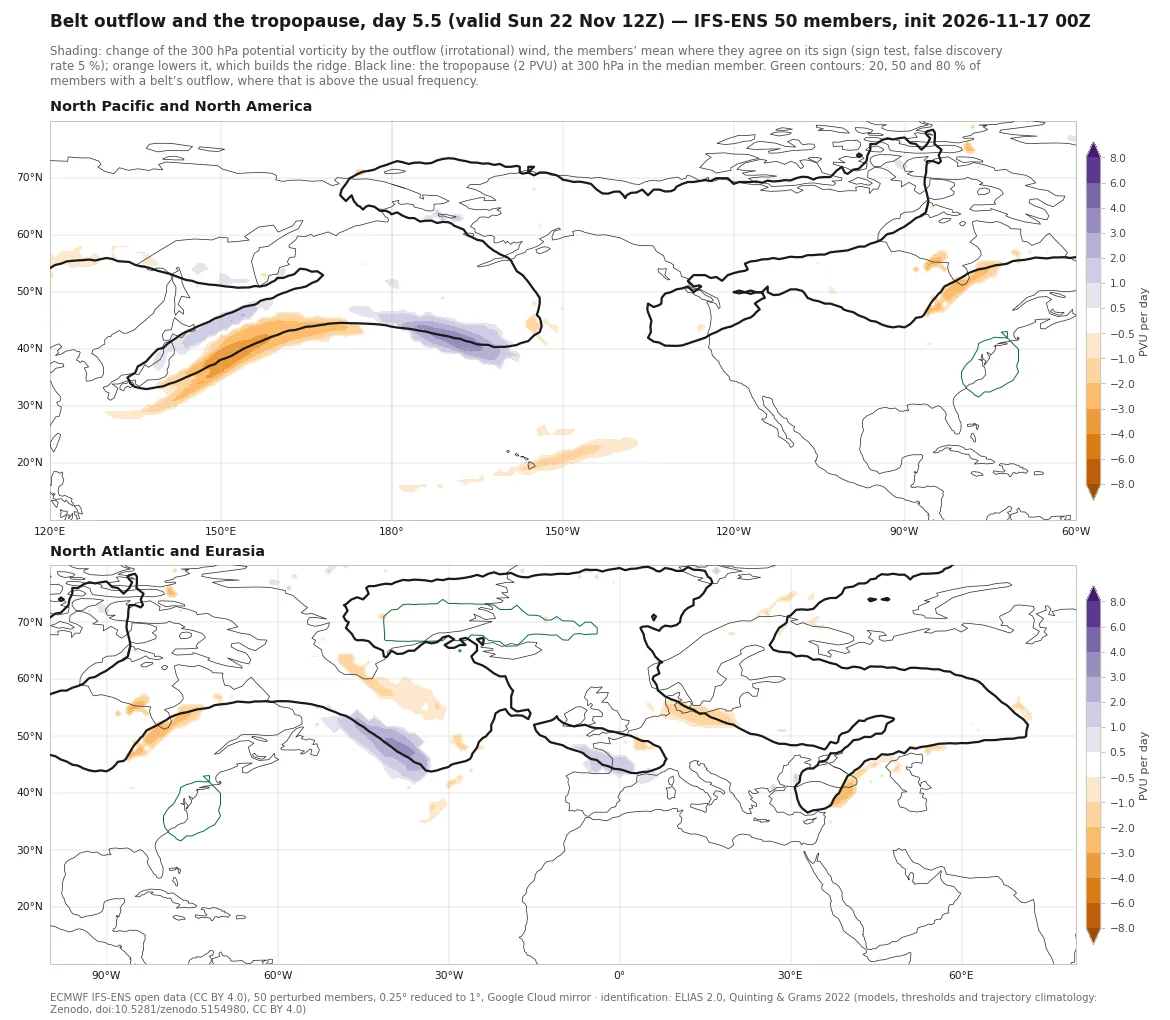 Belt outflow and the tropopause, day 5.5 (valid Sun 22 Nov 12Z) — IFS-ENS 50 members, init 2026-11-17 00Z
Shading: change of the 300 hPa potential vorticity by the outflow (irrotational) wind, the members’ mean where they agree on its sign (sign test, false discovery
rate 5 %); orange lowers it, which builds the ridge. Black line: the tropopause (2 PVU) at 300 hPa in the median member. Green contours: 20, 50 and 80 % of
members with a belt’s outflow, where that is above the usual frequency.
North Pacific and North America
70°N
60°N
50°N
40°N
30°N
20°N
120°E
150°E
180°
150°W
120°W
90°W
60°W
8.0
6.0
4.0
3.0
2.0
1.0
0.5
−0.5
−1.0
−2.0
−3.0
−4.0
−6.0
−8.0
PVU per day
North Atlantic and Eurasia
70°N
60°N
50°N
40°N
30°N
20°N
90°W
60°W
30°W
0°
30°E
60°E
8.0
6.0
4.0
3.0
2.0
1.0
0.5
−0.5
−1.0
−2.0
−3.0
−4.0
−6.0
−8.0
PVU per day
ECMWF IFS-ENS open data (CC BY 4.0), 50 perturbed members, 0.25° reduced to 1°, Google Cloud mirror · identification: ELIAS 2.0, Quinting & Grams 2022 (models, thresholds and trajectory climatology:
Zenodo, doi:10.5281/zenodo.5154980, CC BY 4.0)